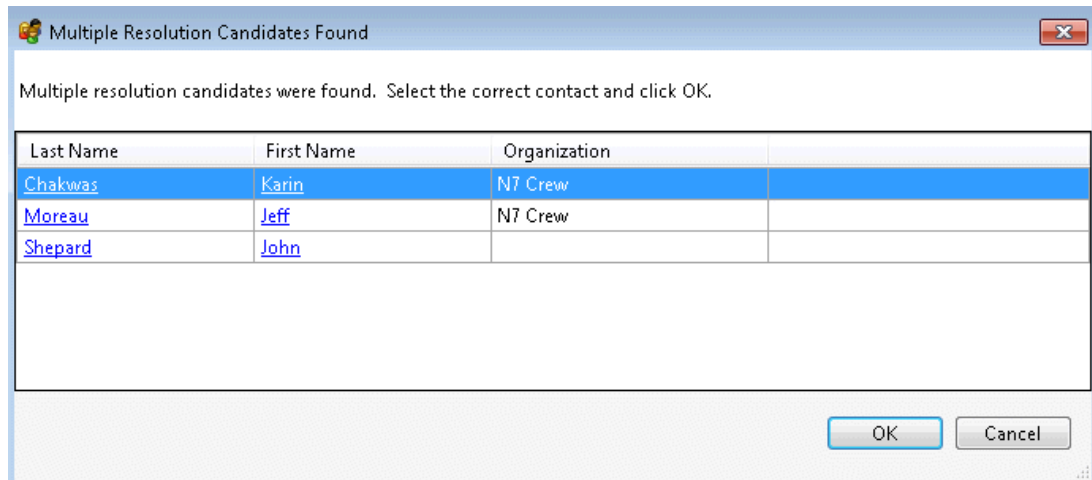 Multiple Resolution Candidates Found
Multiple resolution candidates were found. Select the correct contact and click OK.
Last Name First Name Organization
Chakwas Karin N7 Crew
Moreau Jeff N7 Crew
Shepard John
OK Cancel